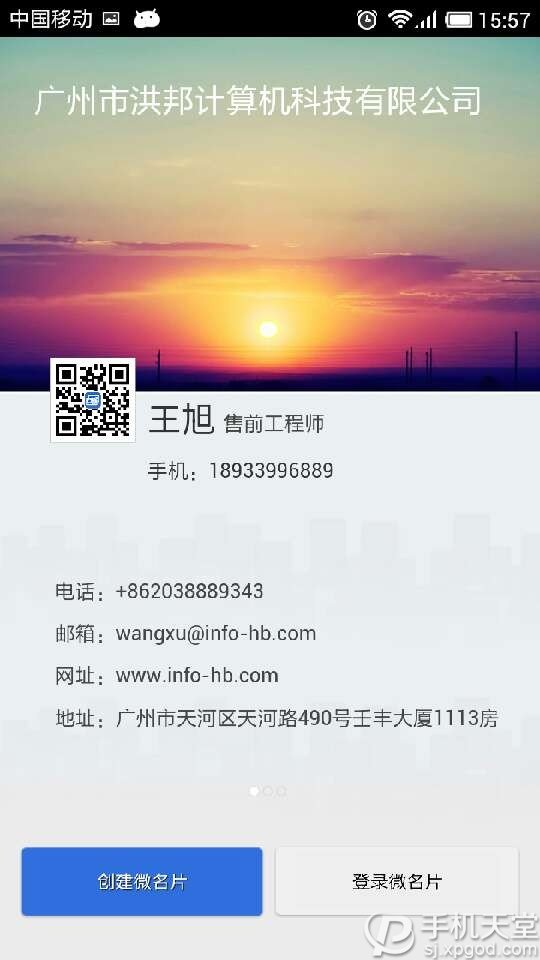 中国移动 15:57
广州市洪邦计算机科技有限公司
王旭 售前工程师
手机：18933996889
电话：+862038889343
邮箱：wangxu@info-hb.com
网址：www.info-hb.com
地址：广州市天河区天河路490号壬丰大厦1113房
创建微名片 登录微名片
手机天堂
sj.xpgod.com